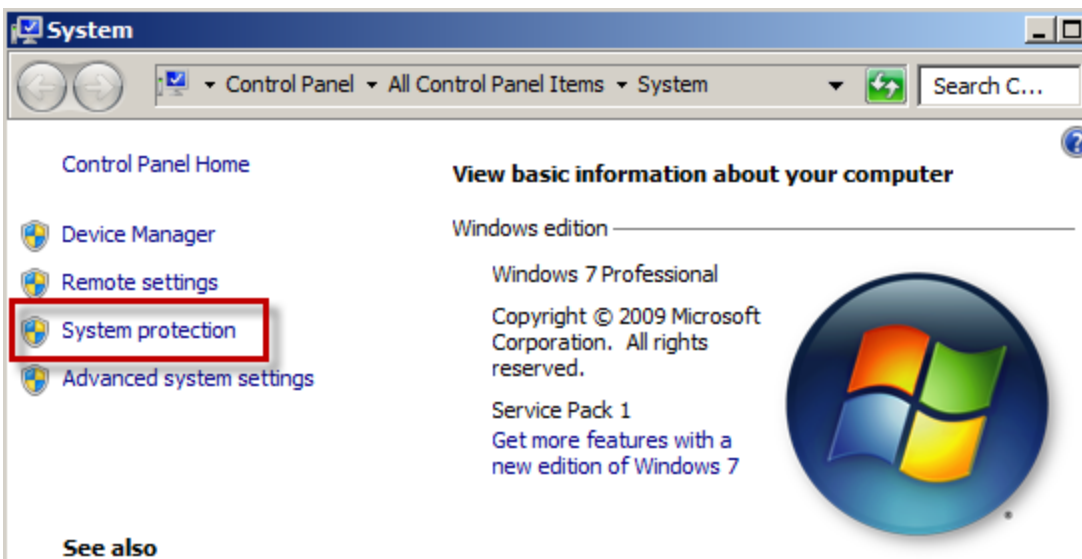 System
Control Panel All Control Panel Items System
Search C...
Control Panel Home
Device Manager
Remote settings
System protection
Advanced system settings
See also
View basic information about your computer
Windows edition
Windows 7 Professional
Copyright © 2009 Microsoft
Corporation. All rights
reserved.
Service Pack 1
Get more features with a
new edition of Windows 7